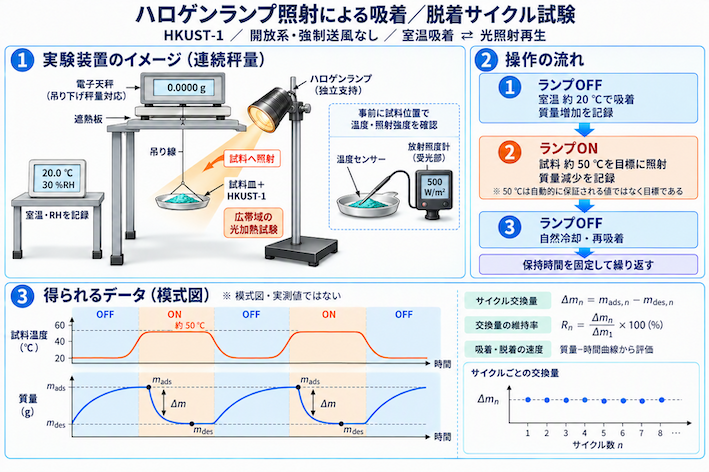 ハロゲンランプ照射による吸着／脱着サイクル試験
HKUST-1 ／ 開放系・強制送風なし ／ 室温吸着 ⇄ 光照射再生
1 実験装置のイメージ（連続秤量）
電子天秤
（吊り下げ秤量対応）
0.0000 g
遮熱板
ハロゲンランプ
（独立支持）
吊り線
試料へ照射
試料皿＋
HKUST-1
広帯域の
光加熱試験
20.0 ℃
30 %RH
室温・RHを記録
事前に試料位置で
温度・照射強度を確認
温度センサー
放射照度計
（受光部）
500
W/m²
2 操作の流れ
1 ランプOFF
室温 約 20 ℃で吸着
質量増加を記録
2 ランプON
試料 約 50 ℃を目標に照射
質量減少を記録
※ 50 ℃は自動的に保証される値ではなく目標である
3 ランプOFF
自然冷却・再吸着
保持時間を固定して繰り返す
3 得られるデータ（模式図） ※ 模式図・実測値ではない
OFF ON OFF ON OFF
試料温度
（℃）
60
40
20
約 50 ℃
時間
質量
（g）
m_ads
m_des
m_ads
Δm
m_des
m_ads
Δm
m_des
時間
サイクル交換量 Δm_n = m_ads,n − m_des,n
交換量の維持率 R_n = Δm_n / Δm_1 × 100 (%)
吸着・脱着の速度 質量−時間曲線から評価
サイクルごとの交換量
Δm_n
1 2 3 4 5 6 7 8 …
サイクル数 n